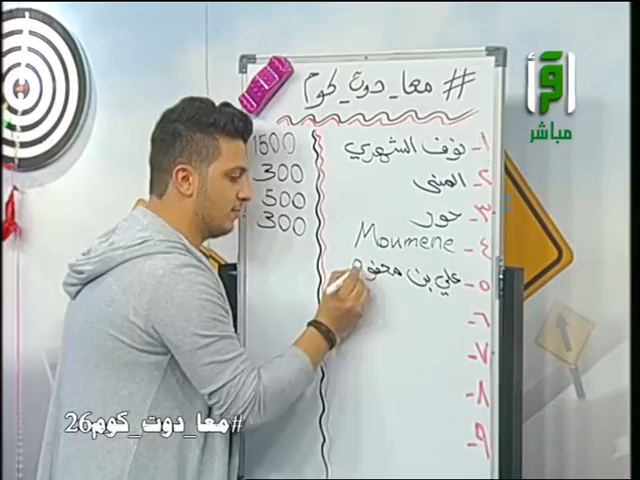 اقرأ
مباشر
#معا_دوت_كوم
١- نوف الشهري 1500
٢- المنى 300
٣- حور 500
٤- Moumene 300
٥- علي بن محفوظ
٦-
٧-
٨-
٩-
#معا_دوت_كوم26